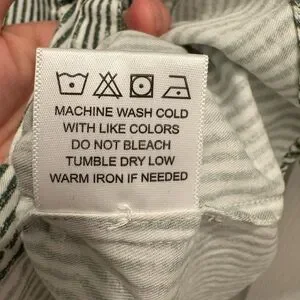 MACHINE WASH COLD
WITH LIKE COLORS
DO NOT BLEACH
TUMBLE DRY LOW
WARM IRON IF NEEDED